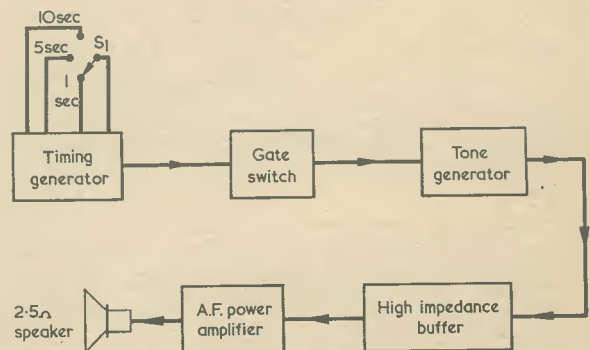 10sec
5sec
S1
1
sec
Timing
generator
Gate
switch
Tone
generator
2·5Ω
speaker
A.F. power
amplifier
High impedance
buffer